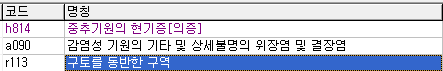 코드 명칭
h814 중추기원의 현기증[의증]
a090 감염성 기원의 기타 및 상세불명의 위장염 및 결장염
r113 구토를 동반한 구역